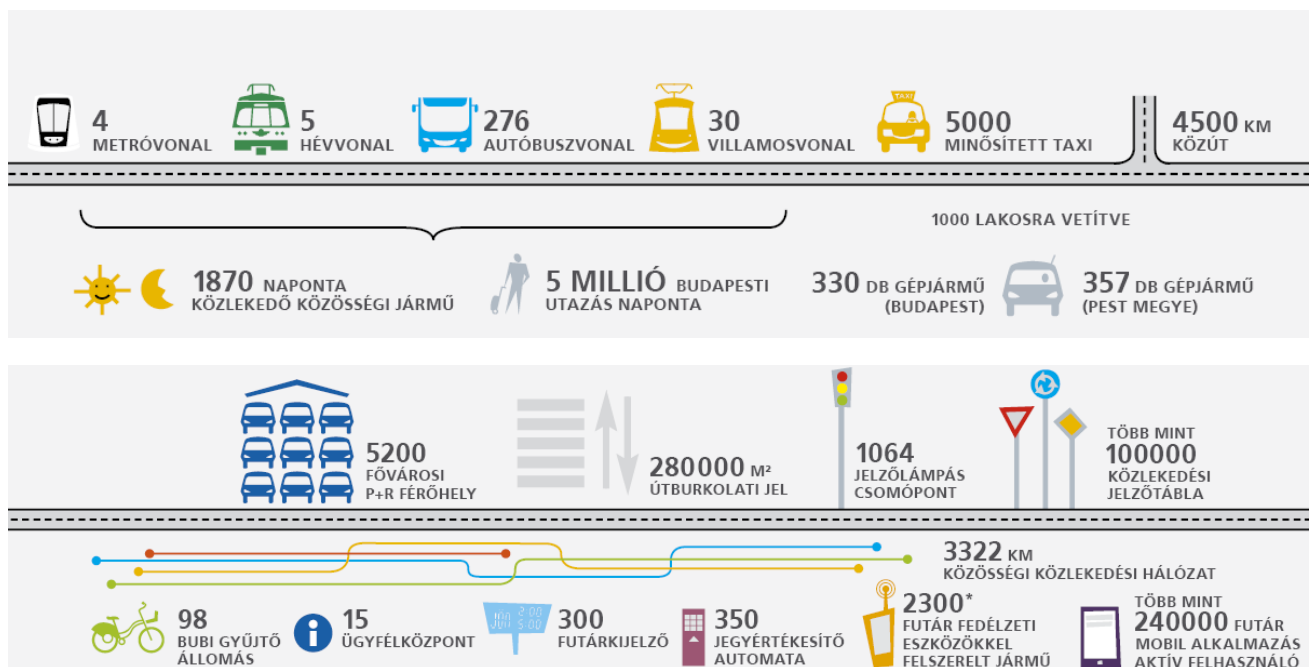 4
METRÓVONAL
5
HÉVVONAL
276
AUTÓBUSZVONAL
30
VILLAMOSVONAL
TAXI
5000
MINŐSÍTETT TAXI
4500 KM
KÖZÚT
1000 LAKOSRA VETÍTVE
1870 NAPONTA
KÖZLEKEDŐ KÖZÖSSÉGI JÁRMŰ
5 MILLIÓ BUDAPESTI
UTAZÁS NAPONTA
330 DB GÉPJÁRMŰ
(BUDAPEST)
357 DB GÉPJÁRMŰ
(PEST MEGYE)
5200
FŐVÁROSI
P+R FÉRŐHELY
280000 M²
ÚTBURKOLATI JEL
1064
JELZŐLÁMPÁS
CSOMÓPONT
TÖBB MINT
100000
KÖZLEKEDÉSI
JELZŐTÁBLA
3322 KM
KÖZÖSSÉGI KÖZLEKEDÉSI HÁLÓZAT
98
BUBI GYŰJTŐ
ÁLLOMÁS
i
15
ÜGYFÉLKÖZPONT
300
FUTÁRKIJELZŐ
350
JEGYÉRTÉKESÍTŐ
AUTOMATA
2300*
FUTÁR FEDÉLZETI
ESZKÖZÖKKEL
FELSZERELT JÁRMŰ
TÖBB MINT
240000 FUTÁR
MOBIL ALKALMAZÁS
AKTÍV FELHASZNÁLÓ